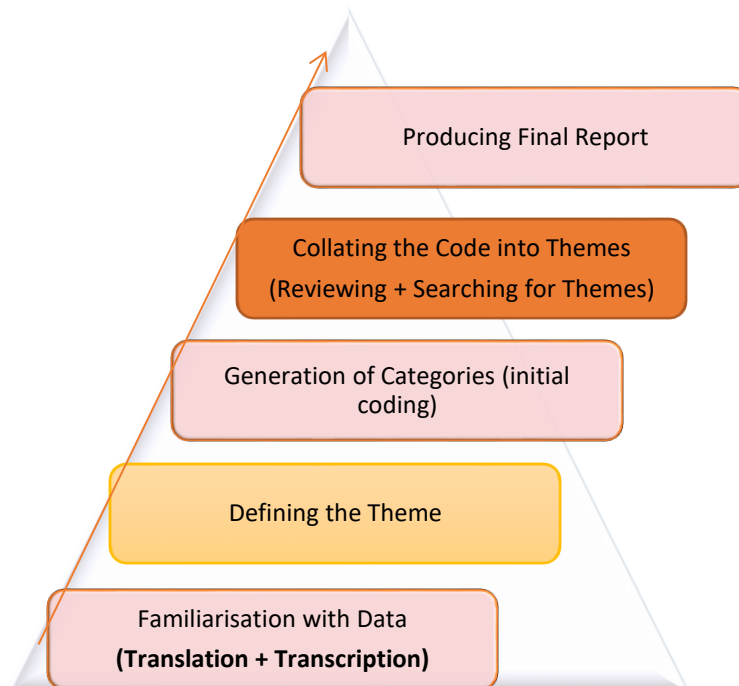 Producing Final Report
Collating the Code into Themes
(Reviewing + Searching for Themes)
Generation of Categories (initial
coding)
Defining the Theme
Familiarisation with Data
(Translation + Transcription)